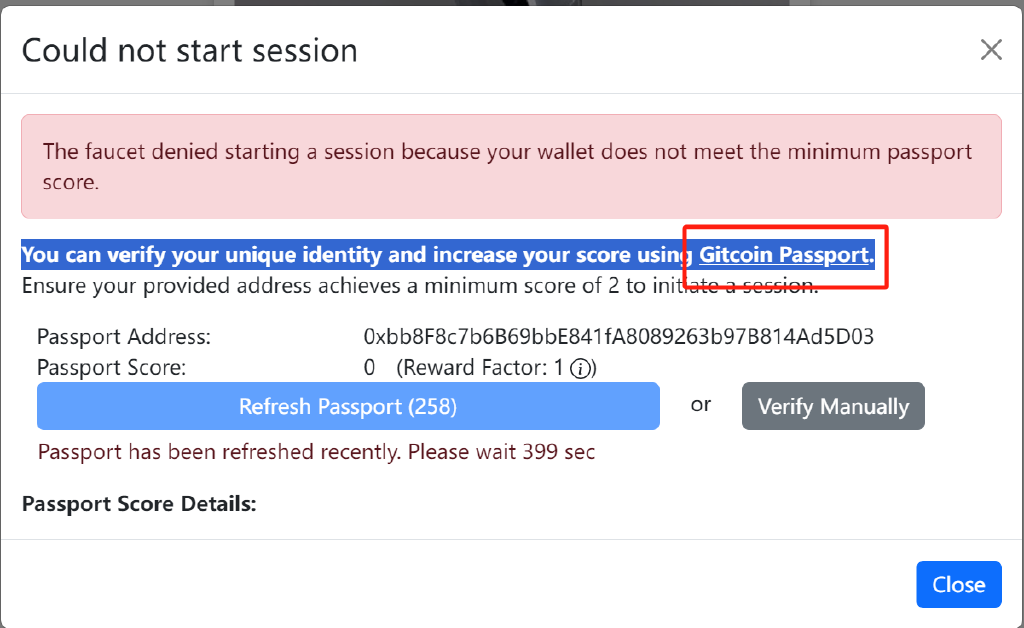 Could not start session
The faucet denied starting a session because your wallet does not meet the minimum passport
score.
You can verify your unique identity and increase your score using Gitcoin Passport.
Ensure your provided address achieves a minimum score of 2 to initiate a session.
Passport Address: 0xbb8F8c7b6B69bbE841fA8089263b97B814Ad5D03
Passport Score: 0 (Reward Factor: 1 ⓘ)
Refresh Passport (258) or Verify Manually
Passport has been refreshed recently. Please wait 399 sec
Passport Score Details:
Close